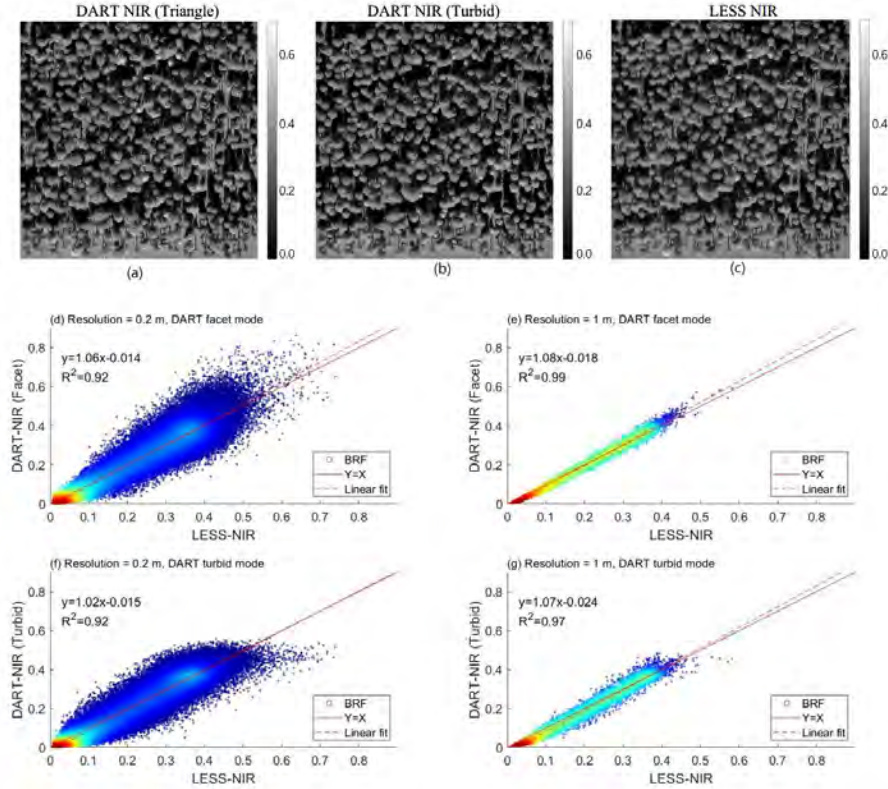 DART NIR (Triangle)
DART NIR (Turbid)
LESS NIR
0.6
0.4
0.2
0.0
0.6
0.4
0.2
0.0
0.6
0.4
0.2
0.0
(a)
(b)
(c)
(d) Resolution = 0.2 m, DART facet mode
y=1.06x-0.014
R²=0.92
DART-NIR (Facet)
0.8
0.6
0.4
0.2
0
0 0.1 0.2 0.3 0.4 0.5 0.6 0.7 0.8
LESS-NIR
BRF
Y=X
Linear fit
(e) Resolution = 1 m, DART facet mode
y=1.08x-0.018
R²=0.99
DART-NIR (Facet)
0.8
0.6
0.4
0.2
0
0 0.1 0.2 0.3 0.4 0.5 0.6 0.7 0.8
LESS-NIR
BRF
Y=X
Linear fit
(f) Resolution = 0.2 m, DART turbid mode
y=1.02x-0.015
R²=0.92
DART-NIR (Turbid)
0.8
0.6
0.4
0.2
0
0 0.1 0.2 0.3 0.4 0.5 0.6 0.7 0.8
LESS-NIR
BRF
Y=X
Linear fit
(g) Resolution = 1 m, DART turbid mode
y=1.07x-0.024
R²=0.97
DART-NIR (Turbid)
0.8
0.6
0.4
0.2
0
0 0.1 0.2 0.3 0.4 0.5 0.6 0.7 0.8
LESS-NIR
BRF
Y=X
Linear fit